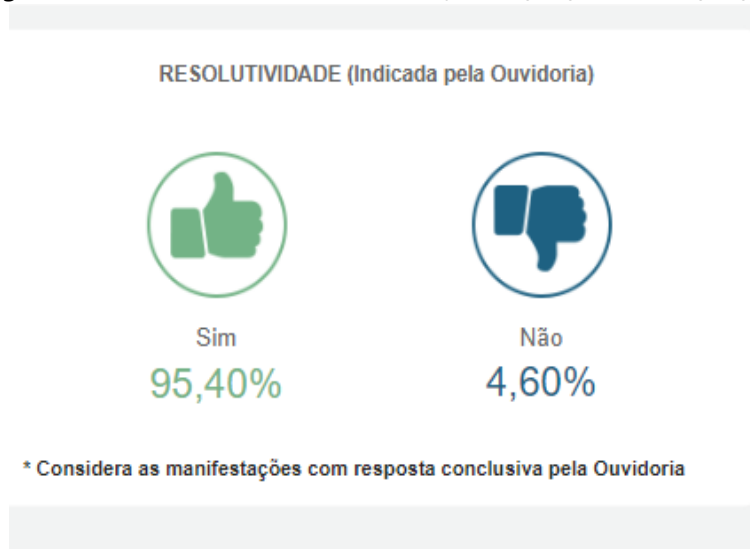 RESOLUTIVIDADE (Indicada pela Ouvidoria)
Sim
Não
95,40%
4,60%
* Considera as manifestações com resposta conclusiva pela Ouvidoria